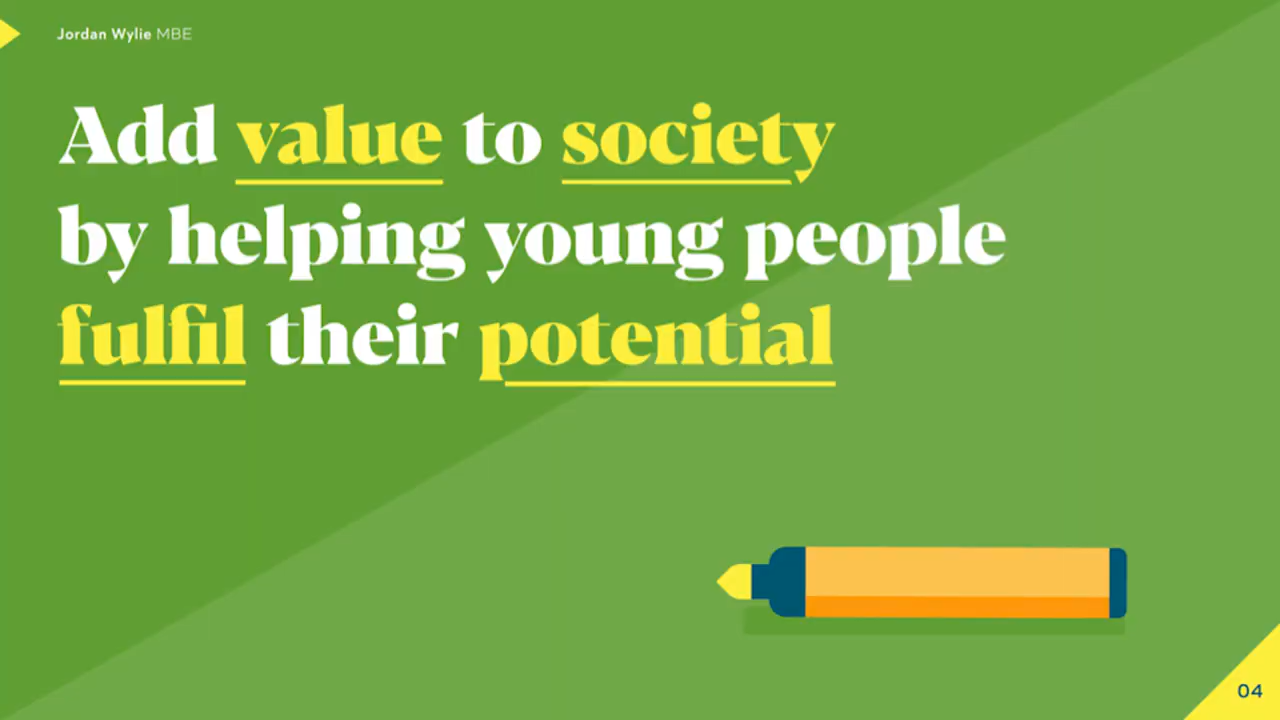 Jordan Wylie MBE
Add value to society
by helping young people
fulfil their potential
04